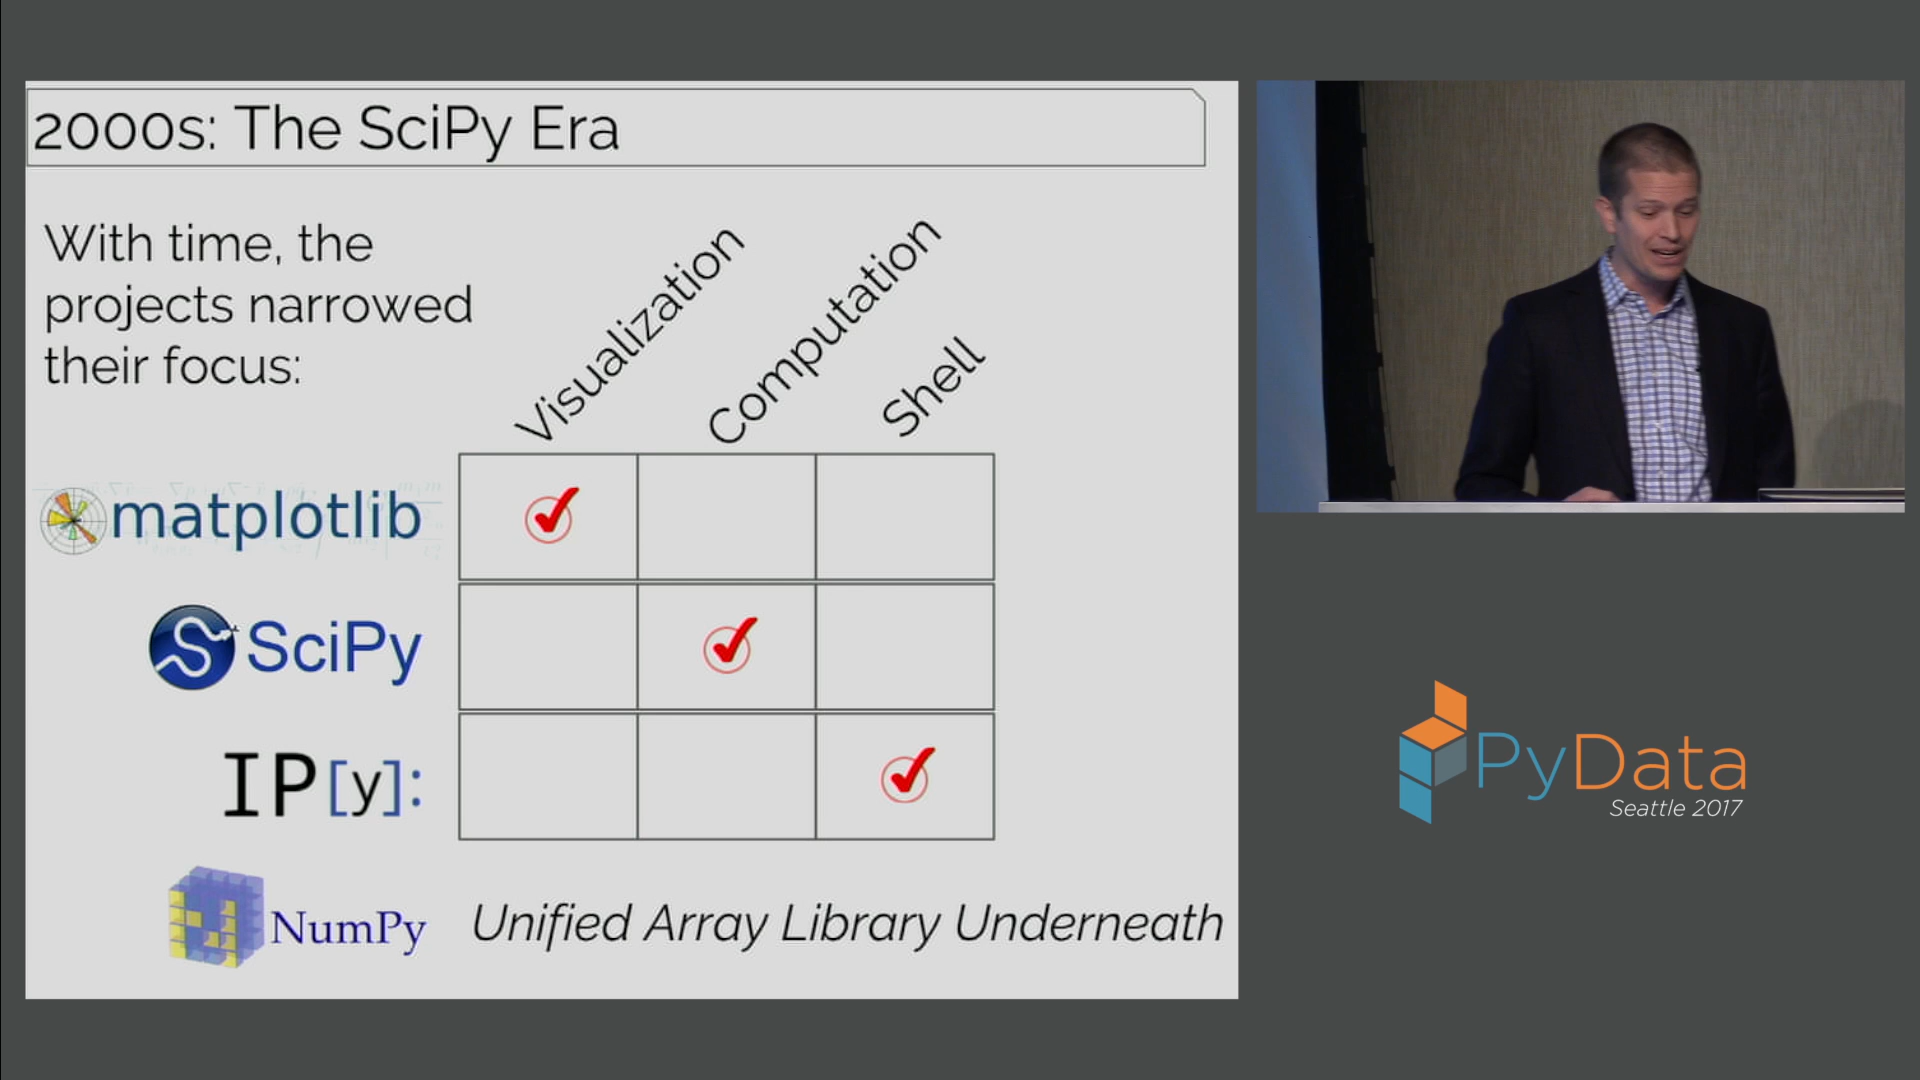 2000s: The SciPy Era
With time, the
projects narrowed
their focus:
Visualization
Computation
Shell
matplotlib
SciPy
IP[y]:
NumPy
Unified Array Library Underneath
PyData
Seattle 2017